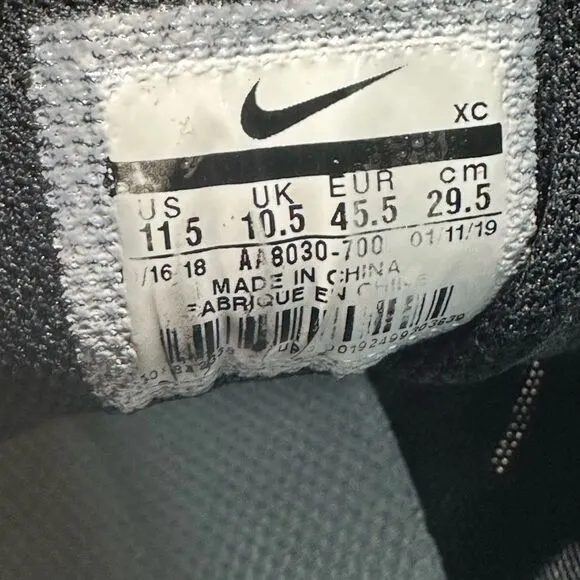 XC
US UK EUR cm
11 5 10.5 45.5 29.5
/16 18 AA8030-700 01/11/19
MADE IN CHINA
FABRIQUE EN CHINE